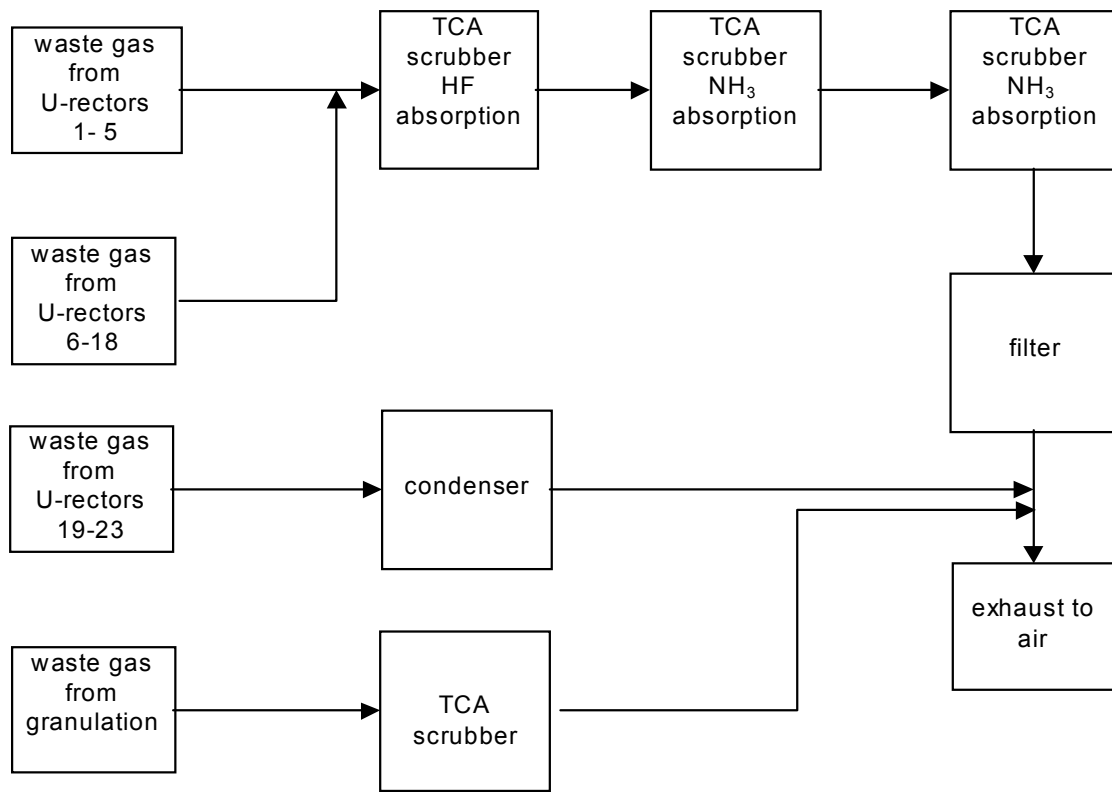 waste gas
from
U-rectors
1- 5
TCA
scrubber
HF
absorption
TCA
scrubber
NH₃
absorption
TCA
scrubber
NH₃
absorption
waste gas
from
U-rectors
6-18
filter
waste gas
from
U-rectors
19-23
condenser
exhaust to
air
waste gas
from
granulation
TCA
scrubber